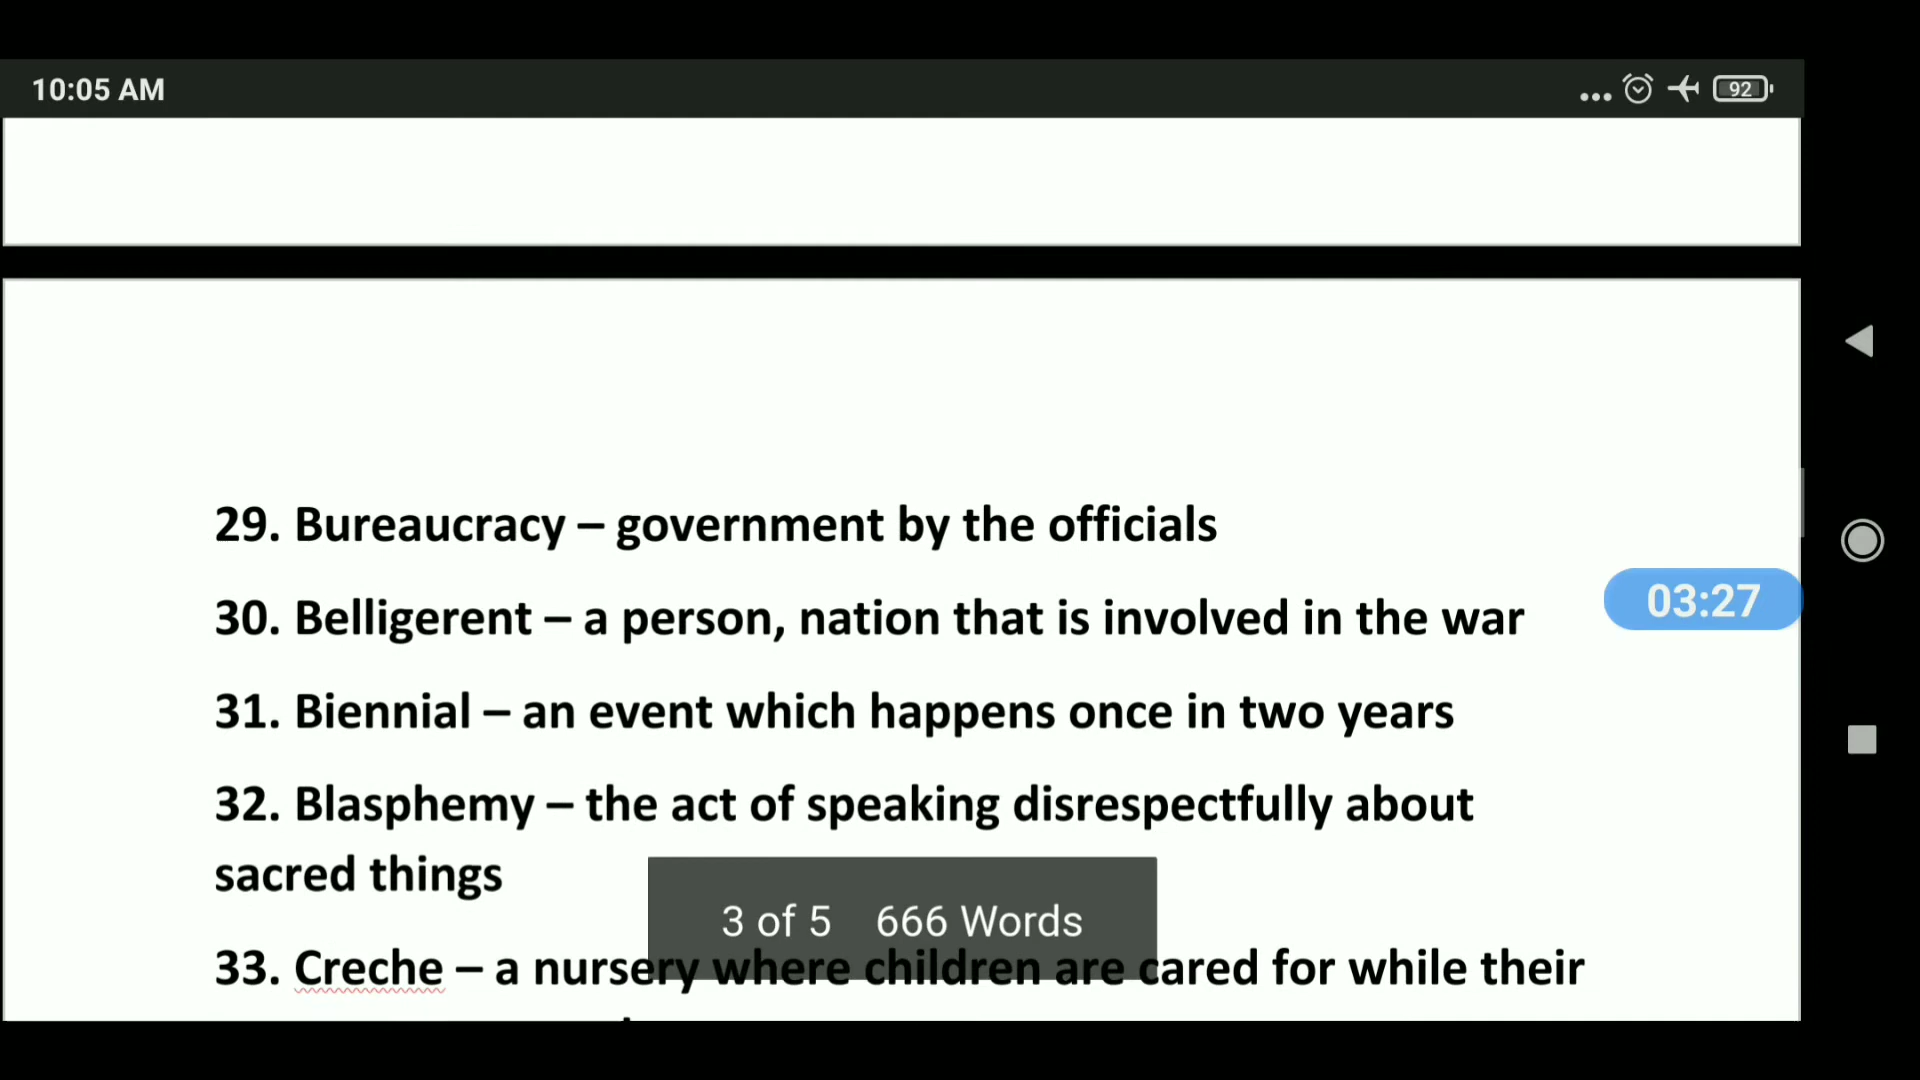 10:05 AM
92
29. Bureaucracy – government by the officials
30. Belligerent – a person, nation that is involved in the war
03:27
31. Biennial – an event which happens once in two years
32. Blasphemy – the act of speaking disrespectfully about
sacred things
3 of 5 666 Words
33. Creche – a nursery where children are cared for while their